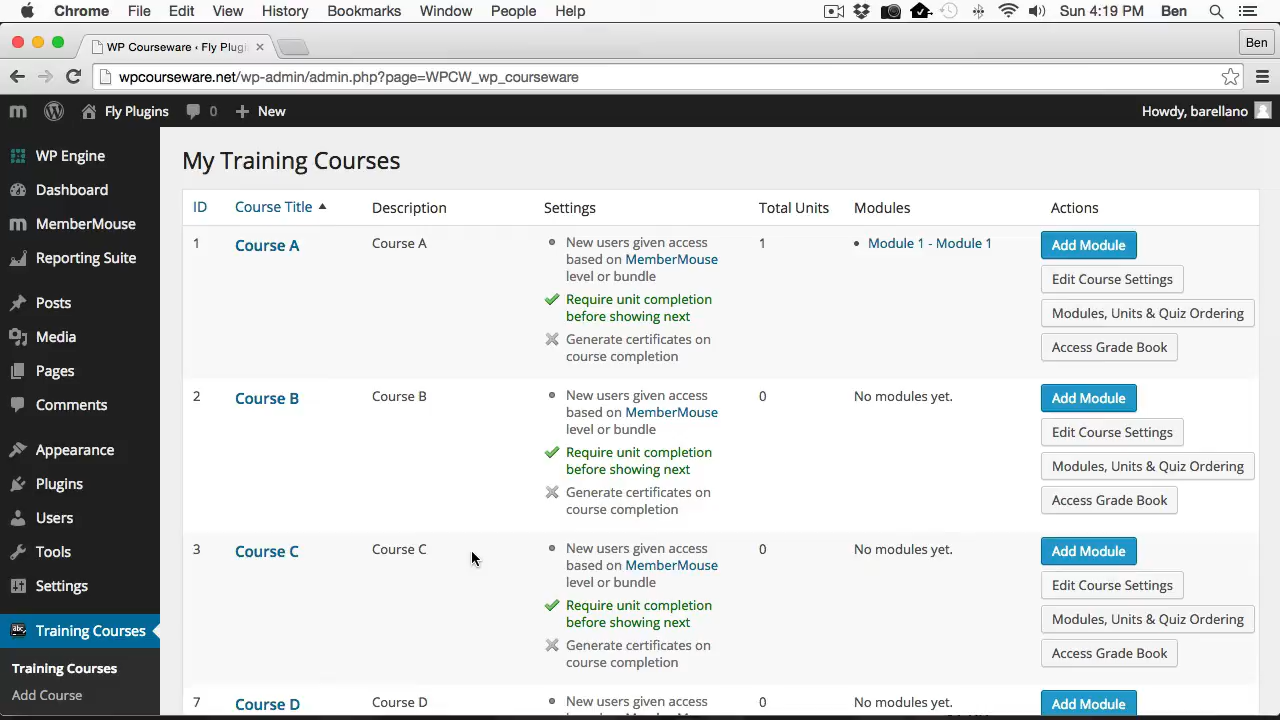 Chrome File Edit View History Bookmarks Window People Help Sun 4:19 PM Ben
WP Courseware ‹ Fly Plugi Ben
wpcourseware.net/wp-admin/admin.php?page=WPCW_wp_courseware
Fly Plugins 0 New Howdy, barellano
WP Engine
Dashboard
MemberMouse
Reporting Suite
Posts
Media
Pages
Comments
Appearance
Plugins
Users
Tools
Settings
Training Courses
Training Courses
Add Course
My Training Courses
ID Course Title Description Settings Total Units Modules Actions
1 Course A Course A New users given access 1 Module 1 - Module 1 Add Module
based on MemberMouse
level or bundle Edit Course Settings
Require unit completion
before showing next Modules, Units & Quiz Ordering
Generate certificates on Access Grade Book
course completion
2 Course B Course B New users given access 0 No modules yet. Add Module
based on MemberMouse
level or bundle Edit Course Settings
Require unit completion
before showing next Modules, Units & Quiz Ordering
Generate certificates on Access Grade Book
course completion
3 Course C Course C New users given access 0 No modules yet. Add Module
based on MemberMouse
level or bundle Edit Course Settings
Require unit completion
before showing next Modules, Units & Quiz Ordering
Generate certificates on Access Grade Book
course completion
7 Course D Course D New users given access 0 No modules yet. Add Module